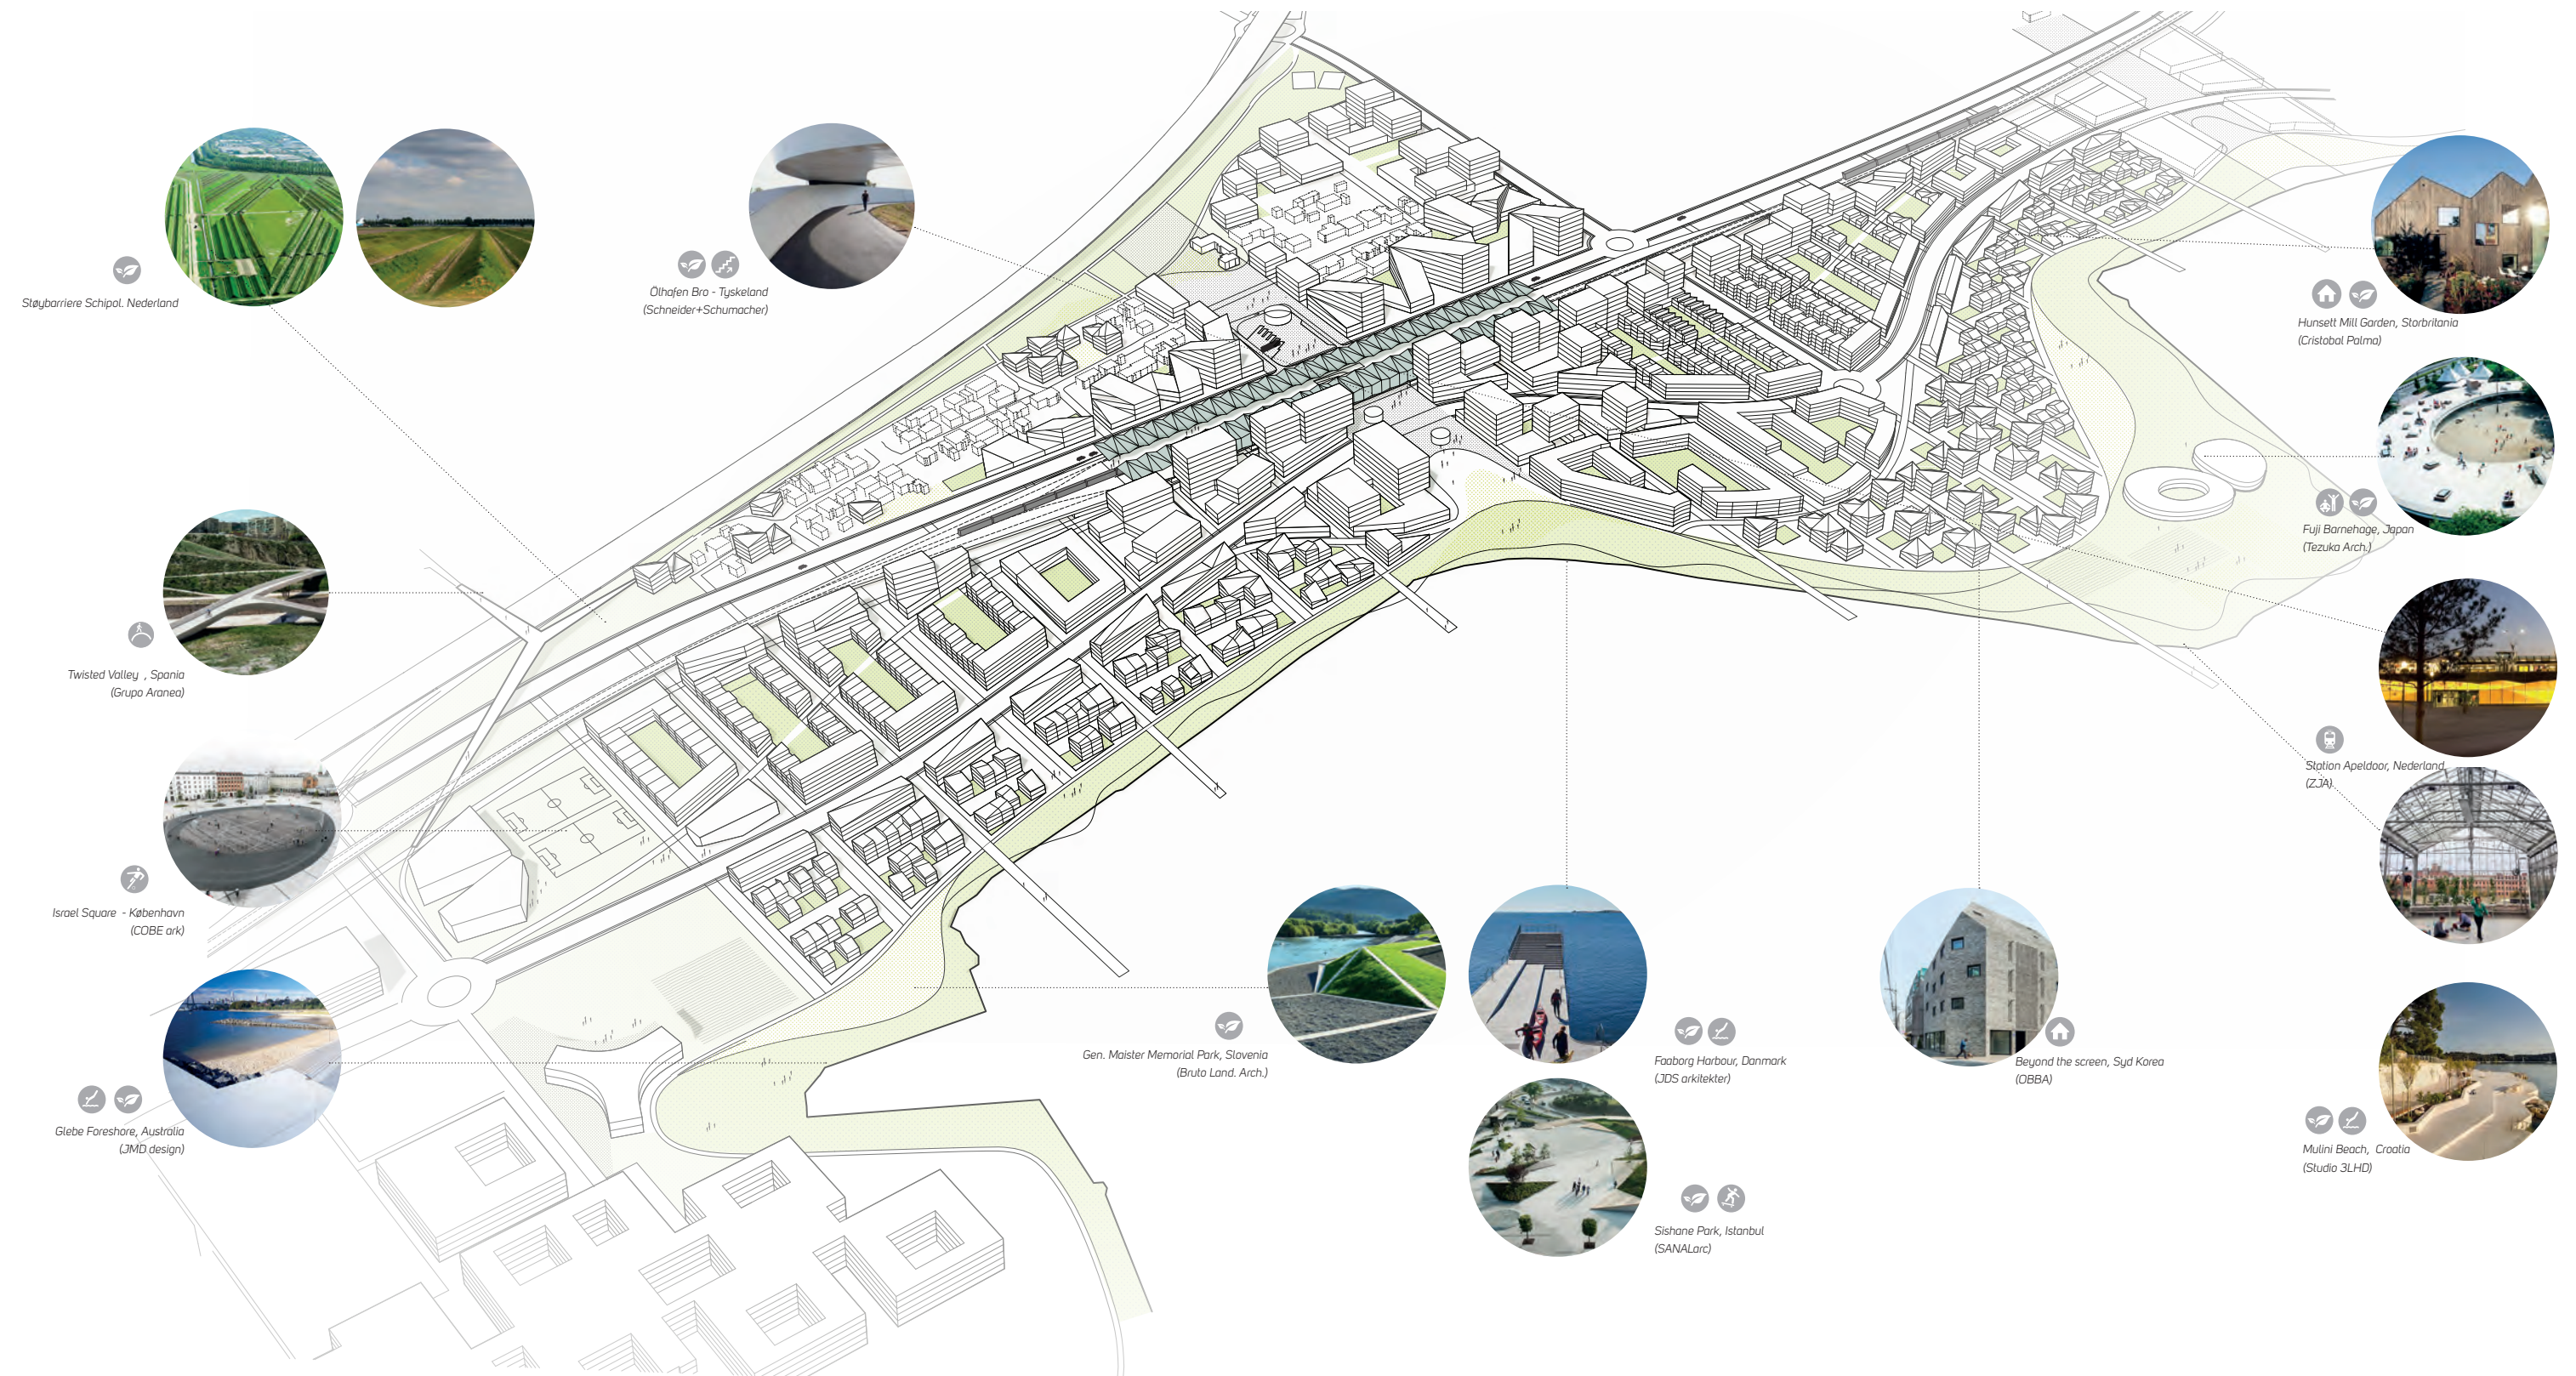 Støybarriere Schipol. Nederland
Ölhafen Bro - Tyskeland
(Schneider+Schumacher)
Hunsett Mill Garden, Storbritania
(Cristobal Palma)
Fuji Barnehage, Japan
(Tezuka Arch.)
Twisted Valley , Spania
(Grupo Aranea)
Station Apeldoor, Nederland
(ZJA)
Israel Square - København
(COBE ark)
Glebe Foreshore, Australia
(JMD design)
Gen. Maister Memorial Park, Slovenia
(Bruto Land. Arch.)
Faaborg Harbour, Danmark
(JDS arkitekter)
Beyond the screen, Syd Korea
(OBBA)
Mulini Beach, Croatia
(Studio 3LHD)
Sishane Park, Istanbul
(SANALarc)